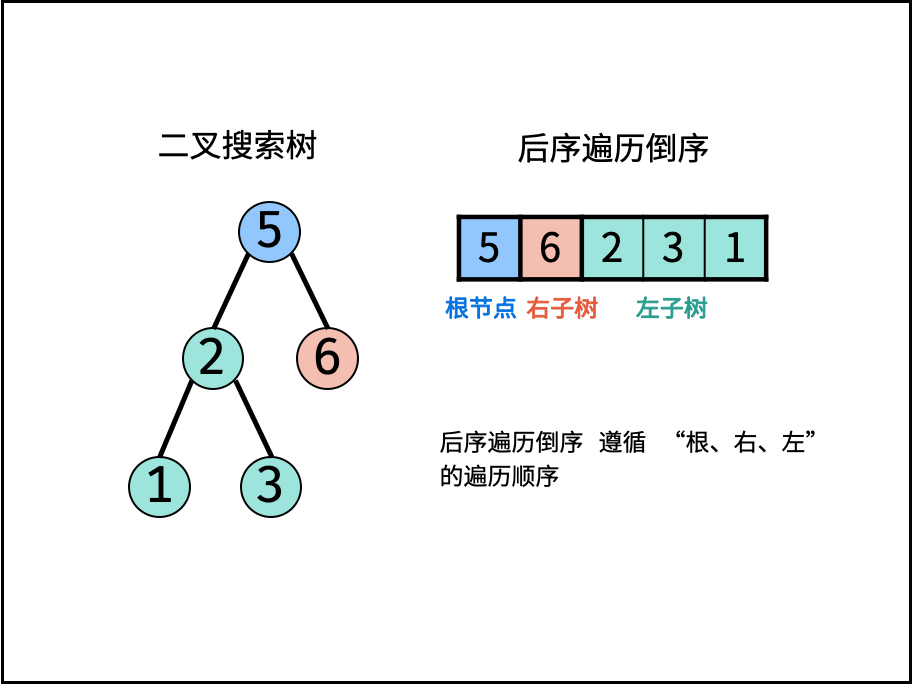 二叉搜索树
后序遍历倒序
5
5 6 2 3 1
根节点 右子树 左子树
2 6
1 3
后序遍历倒序 遵循 “根、右、左”
的遍历顺序